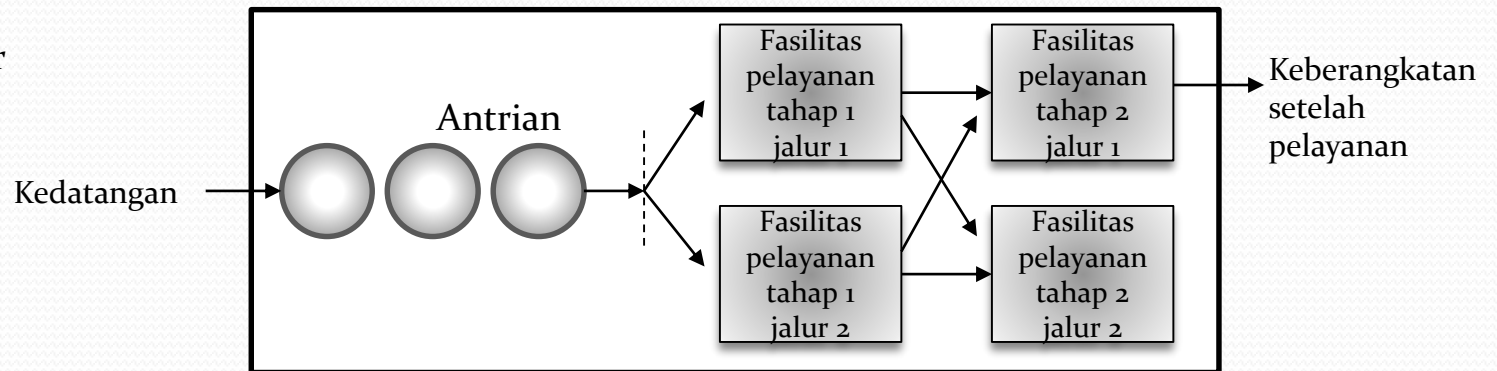 r
Kedatangan
Antrian
Fasilitas
pelayanan
tahap 1
jalur 1
Fasilitas
pelayanan
tahap 2
jalur 1
Fasilitas
pelayanan
tahap 1
jalur 2
Fasilitas
pelayanan
tahap 2
jalur 2
Keberangkatan
setelah
pelayanan